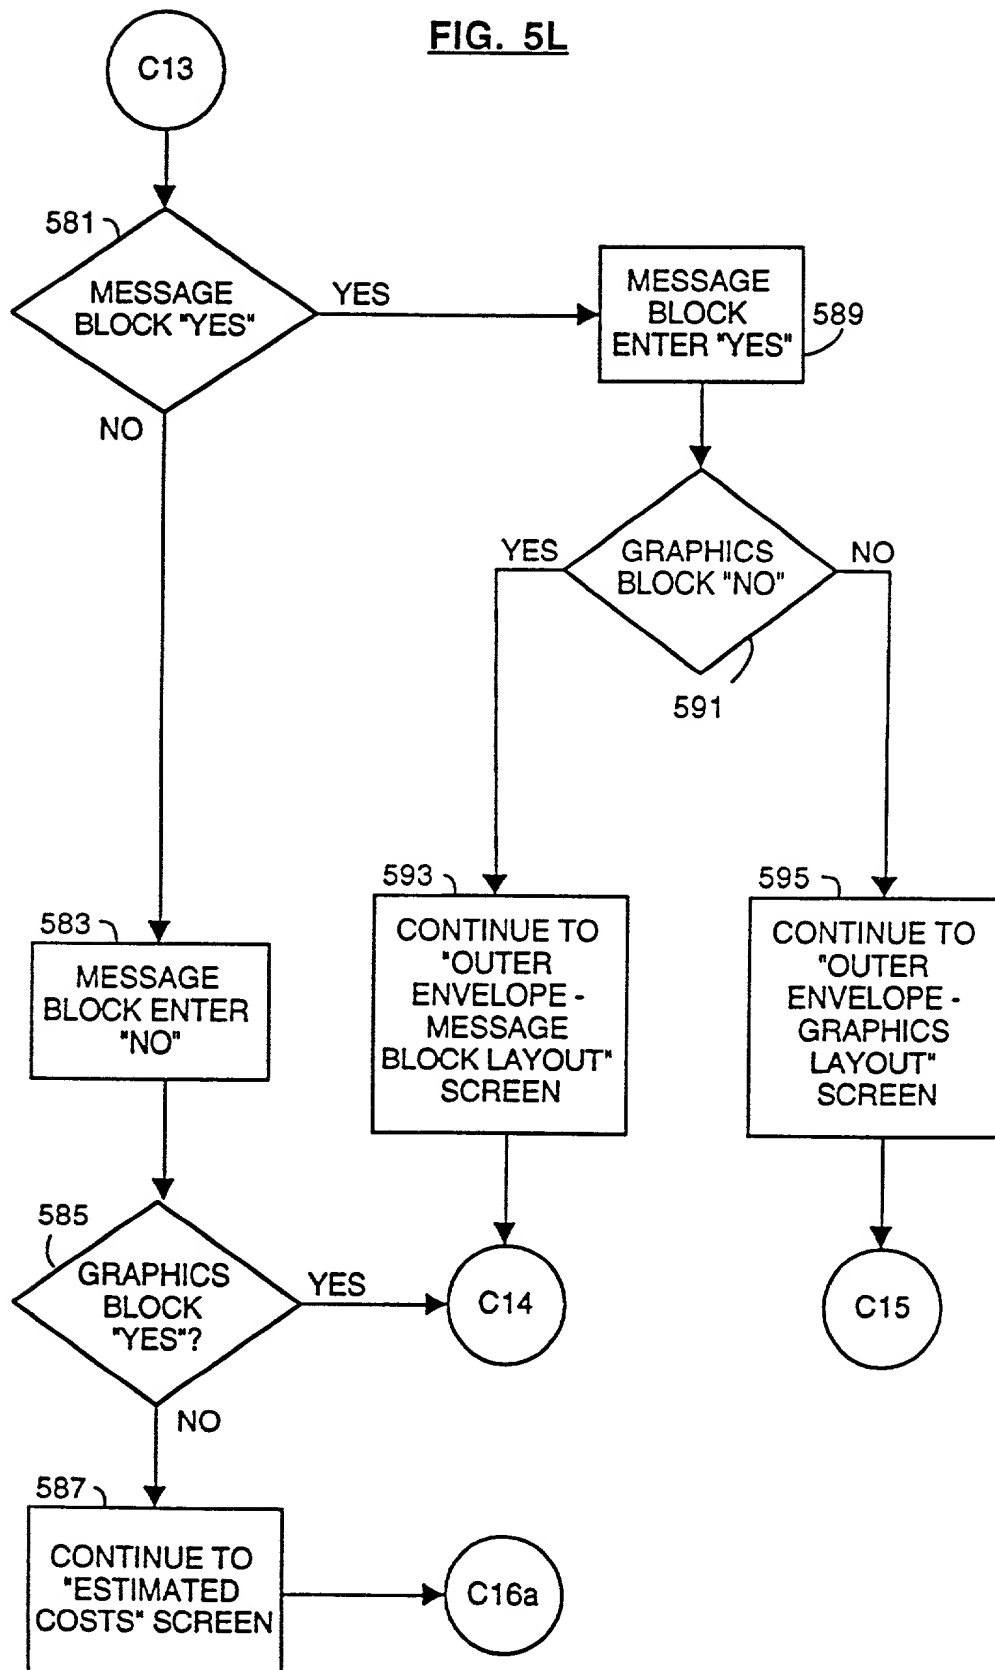 FIG. 5L
C13
581
MESSAGE
BLOCK "YES"
YES
NO
MESSAGE
BLOCK
ENTER "YES"
589
YES
GRAPHICS
BLOCK "NO"
NO
591
583
MESSAGE
BLOCK ENTER
"NO"
593
CONTINUE TO
"OUTER
ENVELOPE -
MESSAGE
BLOCK LAYOUT"
SCREEN
595
CONTINUE TO
"OUTER
ENVELOPE -
GRAPHICS
LAYOUT"
SCREEN
585
GRAPHICS
BLOCK
"YES"?
YES
NO
C14
C15
587
CONTINUE TO
"ESTIMATED
COSTS" SCREEN
C16a